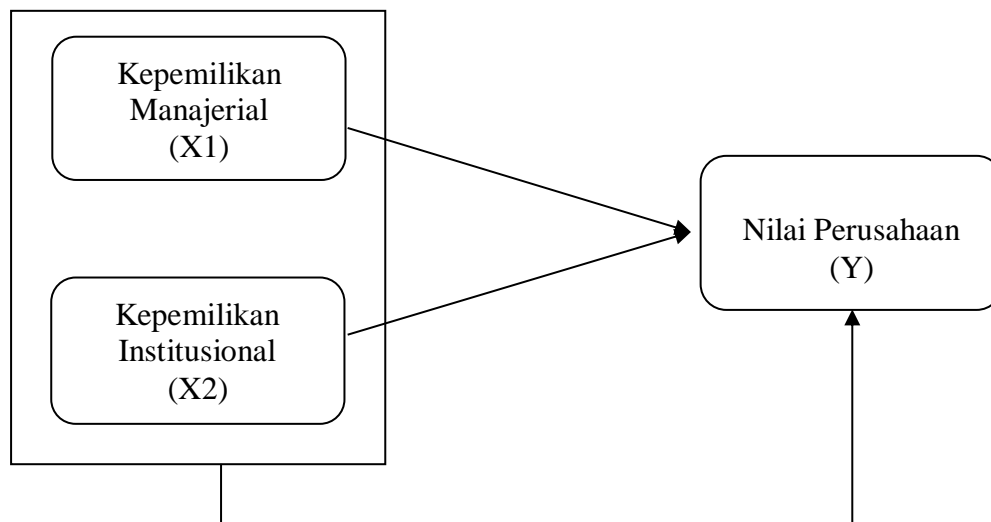 Kepemilikan
Manajerial
(X1)
Nilai Perusahaan
(Y)
Kepemilikan
Institusional
(X2)